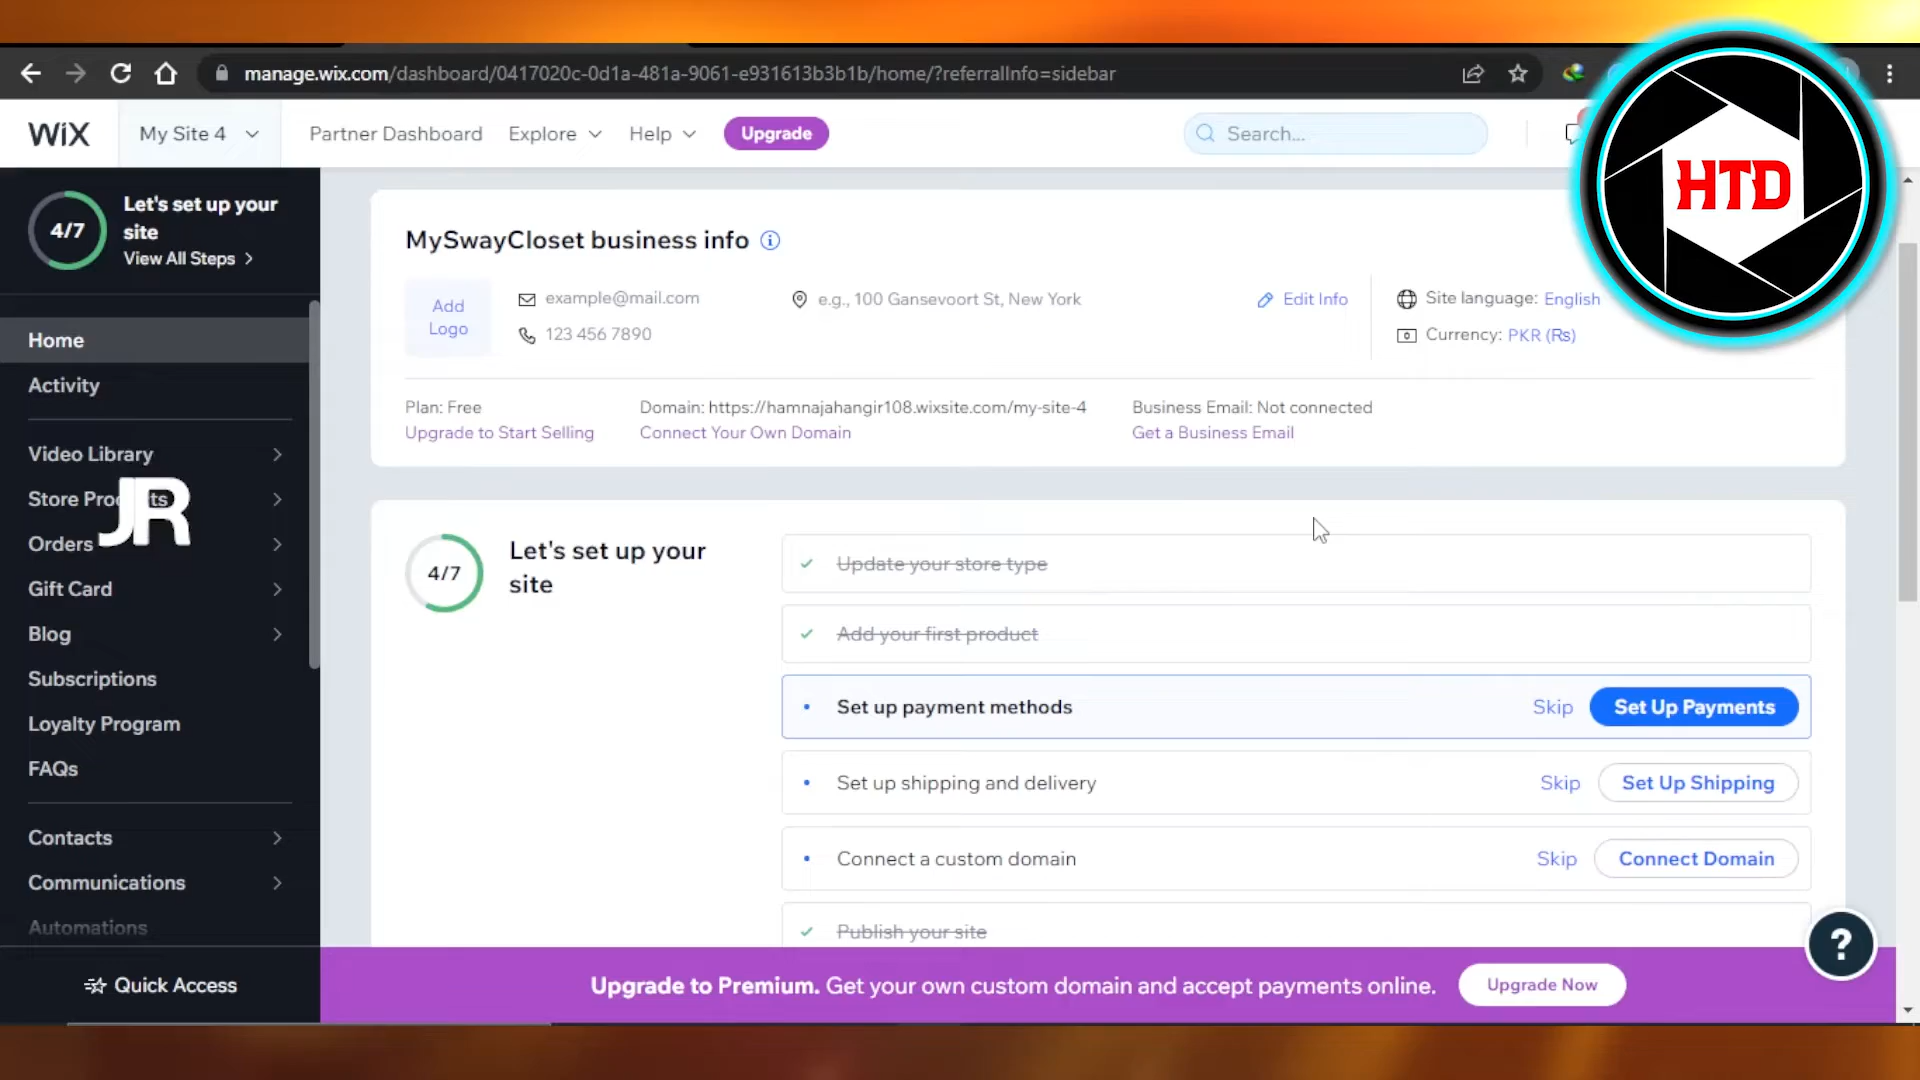 manage.wix.com/dashboard/0417020c-0d1a-481a-9061-e931613b3b1b/home/?referralInfo=sidebar
WiX
My Site 4
Partner Dashboard
Explore
Help
Upgrade
Search...
HTD
4/7
Let's set up your
site
View All Steps
Home
Activity
Video Library
Store Products
JR
Orders
Gift Card
Blog
Subscriptions
Loyalty Program
FAQs
Contacts
Communications
Automations
Quick Access
MySwayCloset business info
Add
Logo
example@mail.com
123 456 7890
e.g., 100 Gansevoort St, New York
Edit Info
Site language: English
Currency: PKR (Rs)
Plan: Free
Upgrade to Start Selling
Domain: https://hamnajahangir108.wixsite.com/my-site-4
Connect Your Own Domain
Business Email: Not connected
Get a Business Email
4/7
Let's set up your
site
Update your store type
Add your first product
Set up payment methods
Skip
Set Up Payments
Set up shipping and delivery
Skip
Set Up Shipping
Connect a custom domain
Skip
Connect Domain
Publish your site
?
Upgrade to Premium. Get your own custom domain and accept payments online.
Upgrade Now